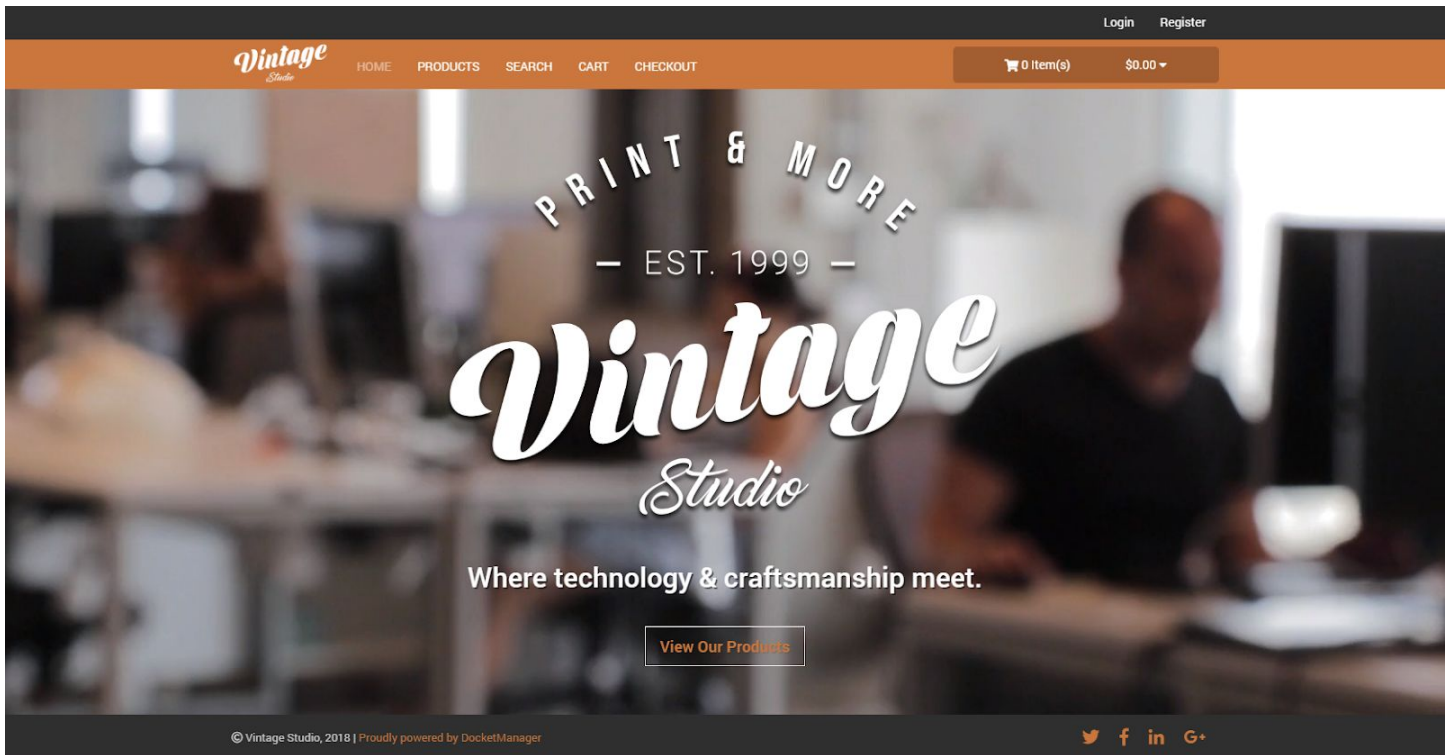 Login Register
Vintage Studio HOME PRODUCTS SEARCH CART CHECKOUT 0 Item(s) $0.00
PRINT & MORE
— EST. 1999 —
Vintage
Studio
Where technology & craftsmanship meet.
View Our Products
© Vintage Studio, 2018 | Proudly powered by DocketManager G+